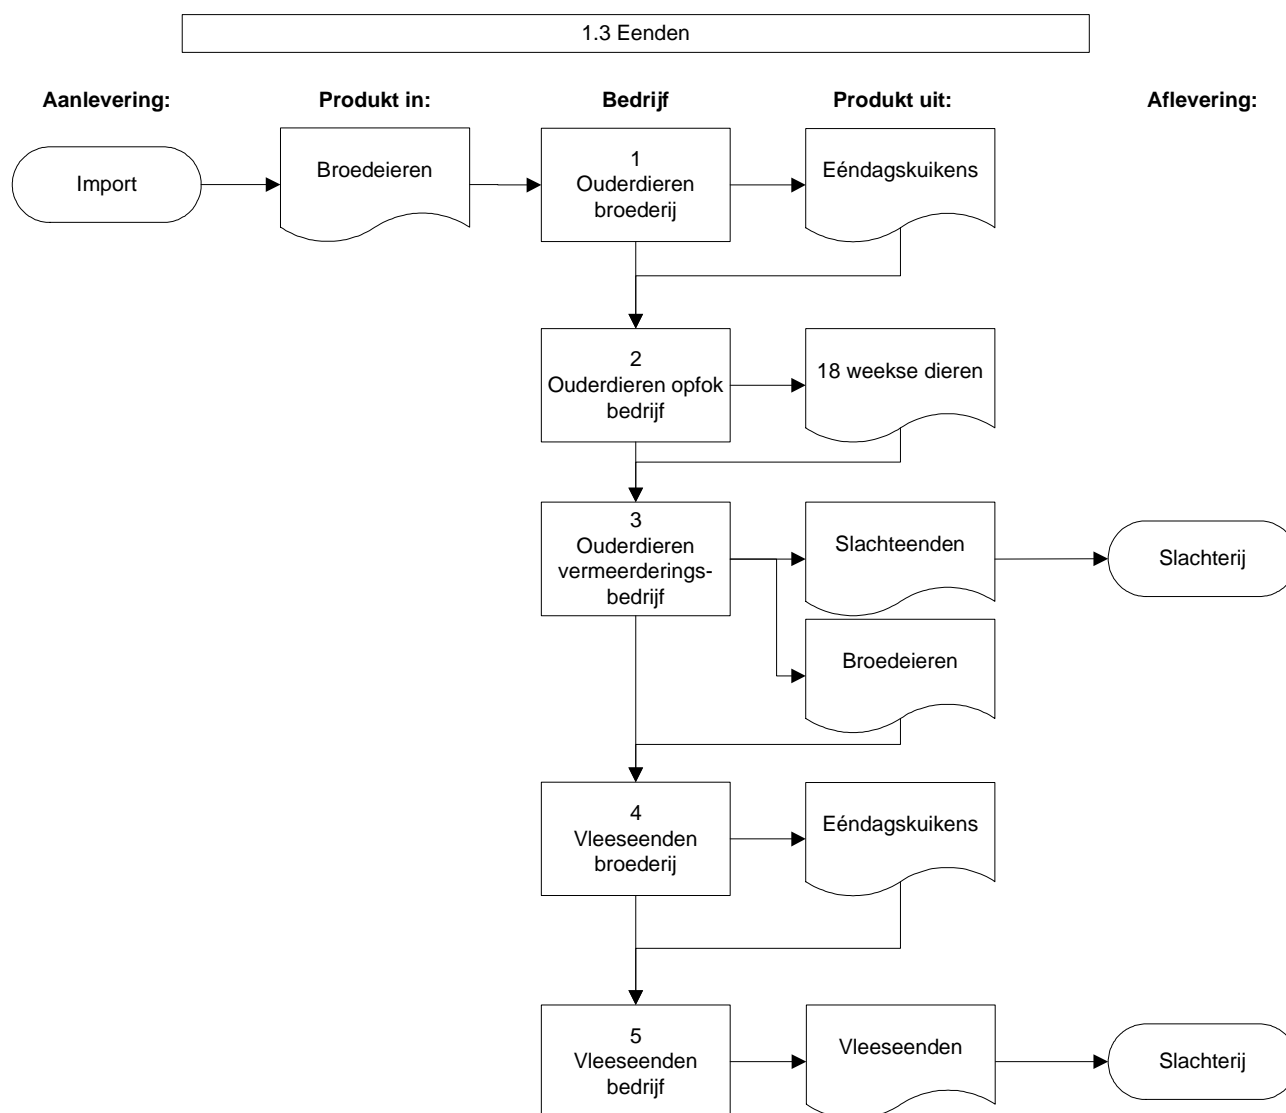 1.3 Eenden
Aanlevering:
Produkt in:
Bedrijf
Produkt uit:
Aflevering:
Import
Broedeieren
1
Ouderdieren
broederij
Eéndagskuikens
2
Ouderdieren opfok
bedrijf
18 weekse dieren
3
Ouderdieren
vermeerderings-
bedrijf
Slachteenden
Slachterij
Broedeieren
4
Vleeseenden
broederij
Eéndagskuikens
5
Vleeseenden
bedrijf
Vleeseenden
Slachterij